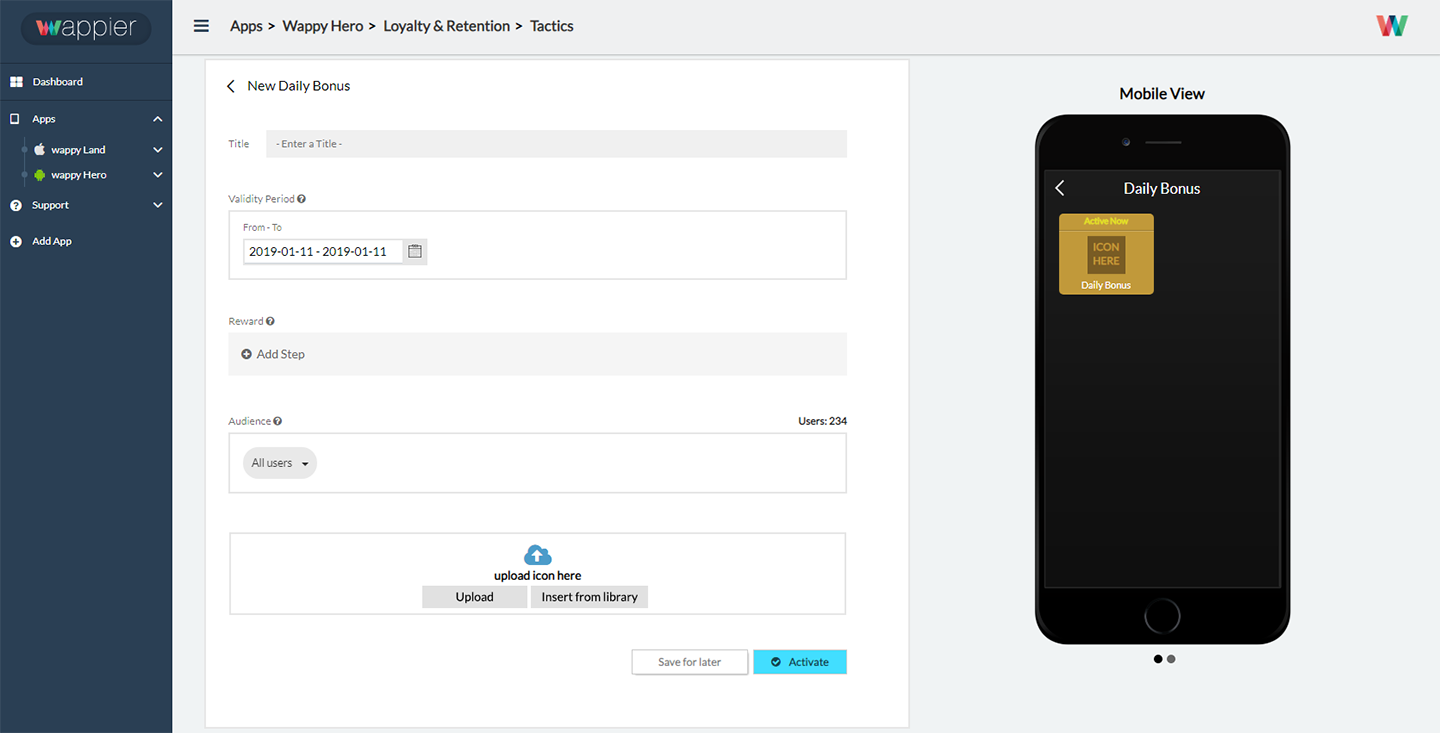 wappier
Apps > Wappy Hero > Loyalty & Retention > Tactics
Dashboard
Apps
wappy Land
wappy Hero
Support
Add App
New Daily Bonus
Title
- Enter a Title -
Validity Period
From - To
2019-01-11 - 2019-01-11
Reward
Add Step
Audience
Users: 234
All users
upload icon here
Upload
Insert from library
Save for later
Activate
Mobile View
Daily Bonus
Active Now
ICON
HERE
Daily Bonus